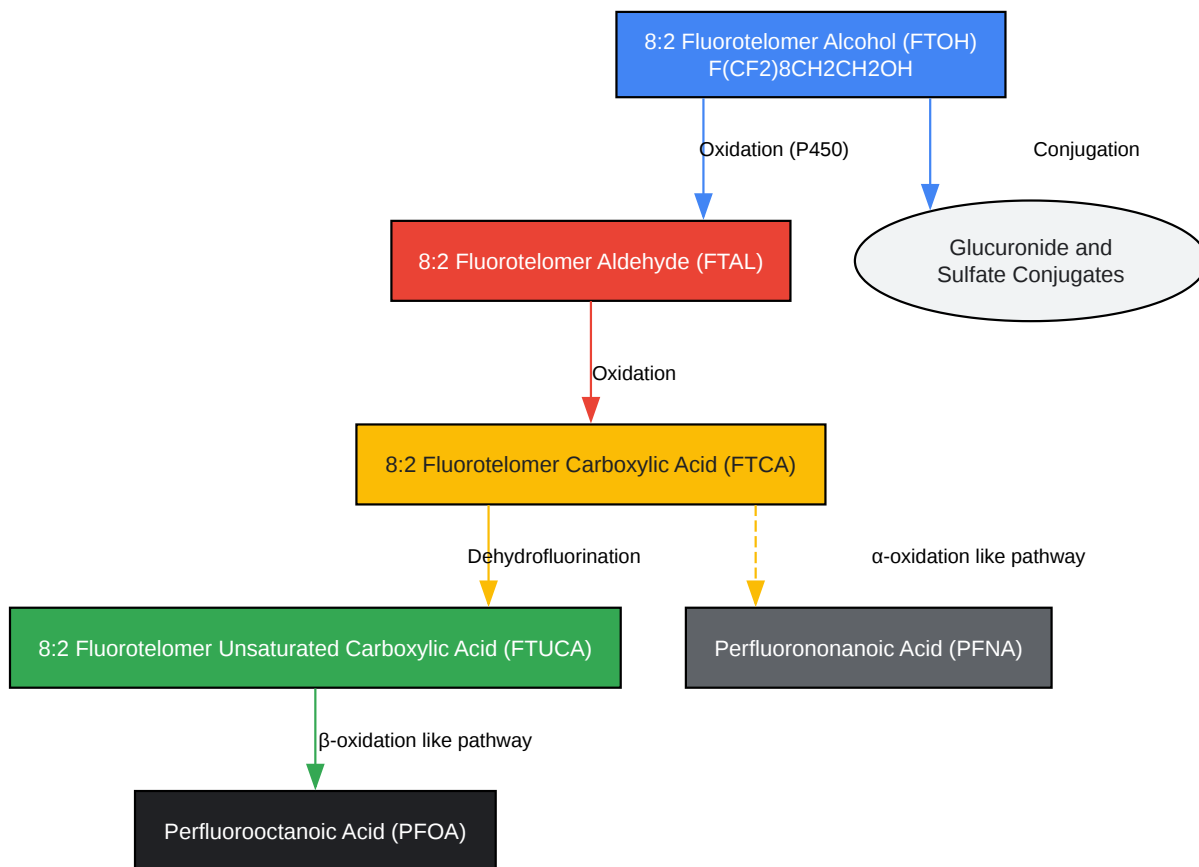 8:2 Fluorotelomer Alcohol (FTOH)
F(CF2)8CH2CH2OH
Oxidation (P450)
Conjugation
8:2 Fluorotelomer Aldehyde (FTAL)
Glucuronide and
Sulfate Conjugates
Oxidation
8:2 Fluorotelomer Carboxylic Acid (FTCA)
Dehydrofluorination
α-oxidation like pathway
8:2 Fluorotelomer Unsaturated Carboxylic Acid (FTUCA)
Perfluorononanoic Acid (PFNA)
β-oxidation like pathway
Perfluorooctanoic Acid (PFOA)